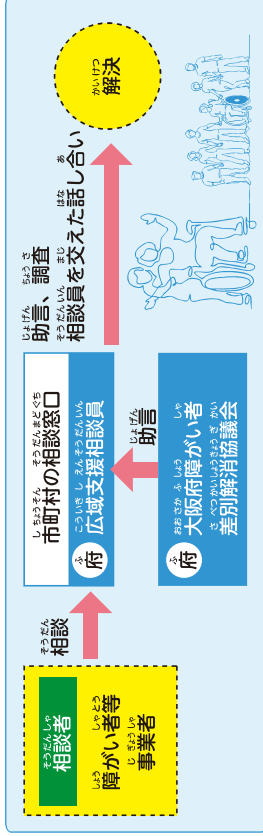 相談者
障がい者等
事業者
相談
市町村の相談窓口
府 広域支援相談員
助言
府 大阪府障がい者
差別解消協議会
助言、調査
相談員を交えた話し合い
解決